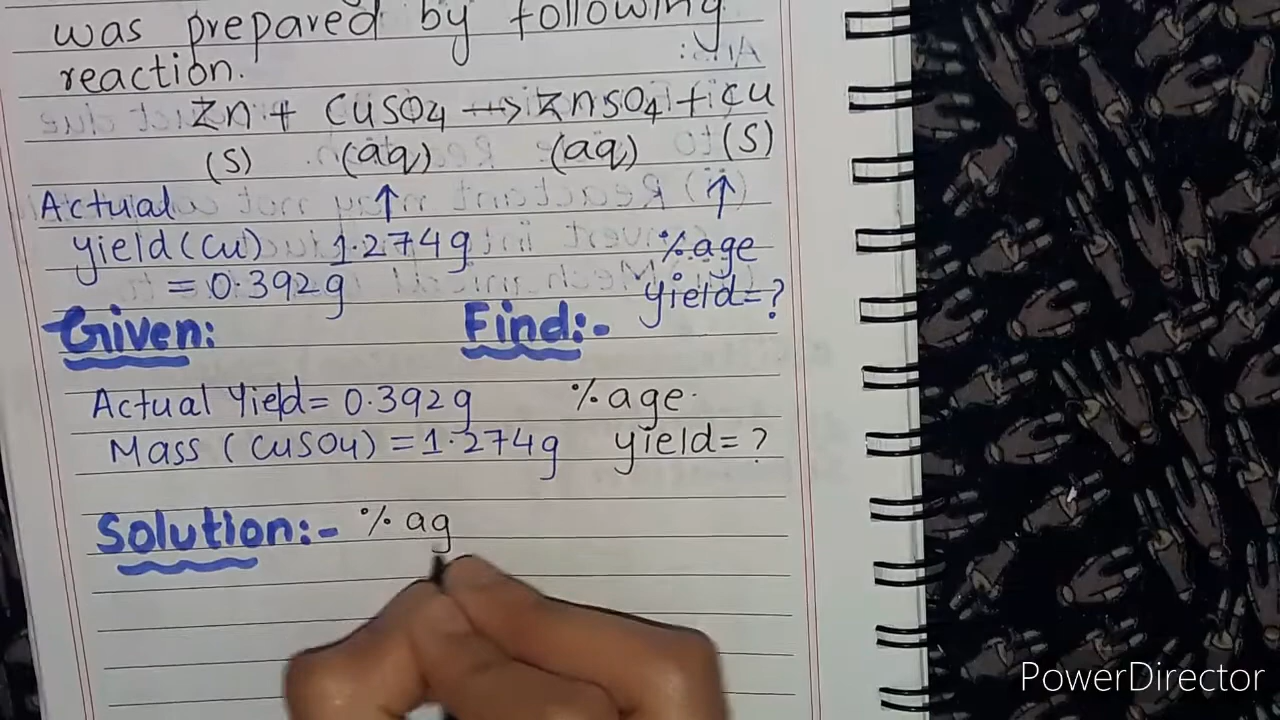 was prepared by following
reaction.
Zn + CuSO4 → ZnSO4 + Cu
(S) (aq) (aq) (S)
Actual ↑ ↑
yield (Cu) 1.274g %age
= 0.392g yield=?
Given: Find:-
Actual Yield= 0.392g %age.
Mass (CuSO4) = 1.274g yield= ?
Solution:- % ag
PowerDirector